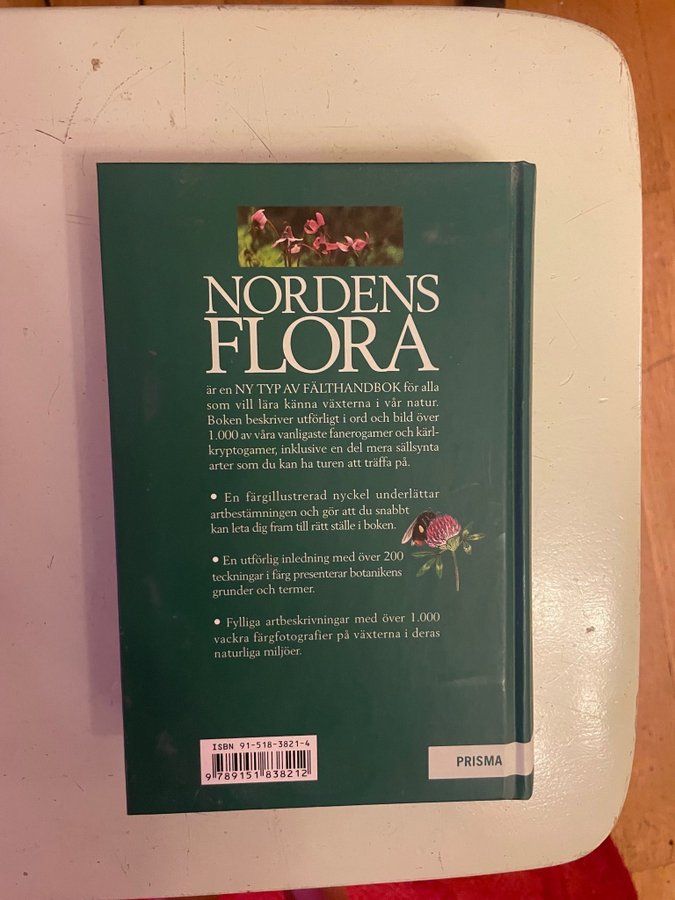 NORDENS
FLORA
är en NY TYP AV FÄLTHANDBOK för alla
som vill lära känna växterna i vår natur.
Boken beskriver utförligt i ord och bild över
1.000 av våra vanligaste fanerogamer och kärl-
kryptogamer, inklusive en del mera sällsynta
arter som du kan ha turen att träffa på.
• En färgillustrerad nyckel underlättar
artbestämningen och gör att du snabbt
kan leta dig fram till rätt ställe i boken.
• En utförlig inledning med över 200
teckningar i färg presenterar botanikens
grunder och termer.
• Fylliga artbeskrivningar med över 1.000
vackra färgfotografier på växterna i deras
naturliga miljöer.
ISBN 91-518-3821-4
9 789151 838212
PRISMA